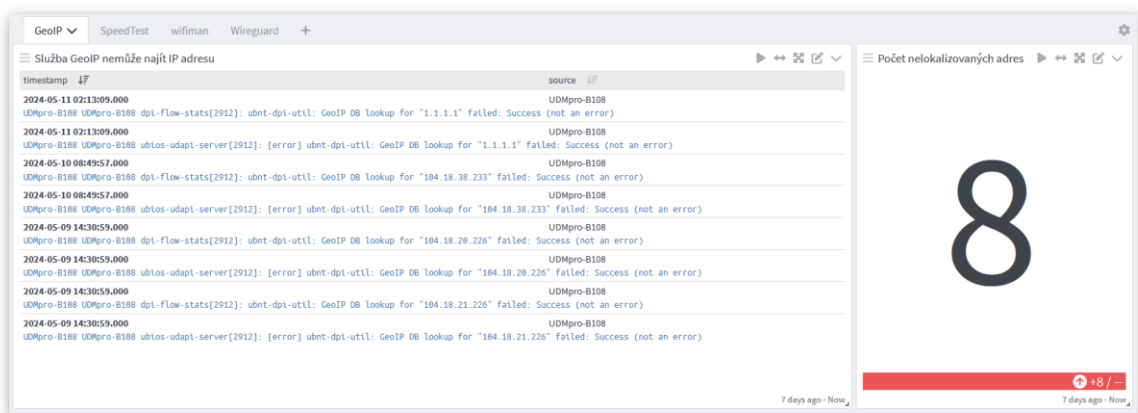 GeoIP SpeedTest wifiman Wireguard +
Služba GeoIP nemůže najít IP adresu
timestamp source
2024-05-11 02:13:09.000 UDMpro-B108
UDMpro-B108 UDMpro-B108 dpi-flow-stats[2912]: ubnt-dpi-util: GeoIP DB lookup for "1.1.1.1" failed: Success (not an error)
2024-05-11 02:13:09.000 UDMpro-B108
UDMpro-B108 UDMpro-B108 ubios-udapi-server[2912]: [error] ubnt-dpi-util: GeoIP DB lookup for "1.1.1.1" failed: Success (not an error)
2024-05-10 08:49:57.000 UDMpro-B108
UDMpro-B108 UDMpro-B108 dpi-flow-stats[2912]: ubnt-dpi-util: GeoIP DB lookup for "104.18.38.233" failed: Success (not an error)
2024-05-10 08:49:57.000 UDMpro-B108
UDMpro-B108 UDMpro-B108 ubios-udapi-server[2912]: [error] ubnt-dpi-util: GeoIP DB lookup for "104.18.38.233" failed: Success (not an error)
2024-05-09 14:30:59.000 UDMpro-B108
UDMpro-B108 UDMpro-B108 dpi-flow-stats[2912]: ubnt-dpi-util: GeoIP DB lookup for "104.18.20.226" failed: Success (not an error)
2024-05-09 14:30:59.000 UDMpro-B108
UDMpro-B108 UDMpro-B108 ubios-udapi-server[2912]: [error] ubnt-dpi-util: GeoIP DB lookup for "104.18.20.226" failed: Success (not an error)
2024-05-09 14:30:59.000 UDMpro-B108
UDMpro-B108 UDMpro-B108 dpi-flow-stats[2912]: ubnt-dpi-util: GeoIP DB lookup for "104.18.21.226" failed: Success (not an error)
2024-05-09 14:30:59.000 UDMpro-B108
UDMpro-B108 UDMpro-B108 ubios-udapi-server[2912]: [error] ubnt-dpi-util: GeoIP DB lookup for "104.18.21.226" failed: Success (not an error)
7 days ago - Now
Počet nelokalizovaných adres
8
+8 / --
7 days ago - Now